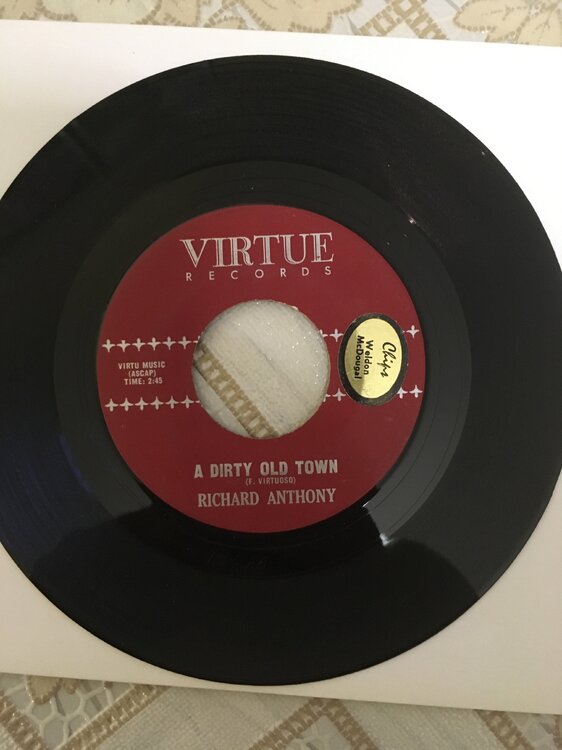 VIRTUE
RECORDS
VIRTU MUSIC
(ASCAP)
TIME: 2:45
Chips
Weldon
McDougal
A DIRTY OLD TOWN
(F. VIRTUOSO)
RICHARD ANTHONY